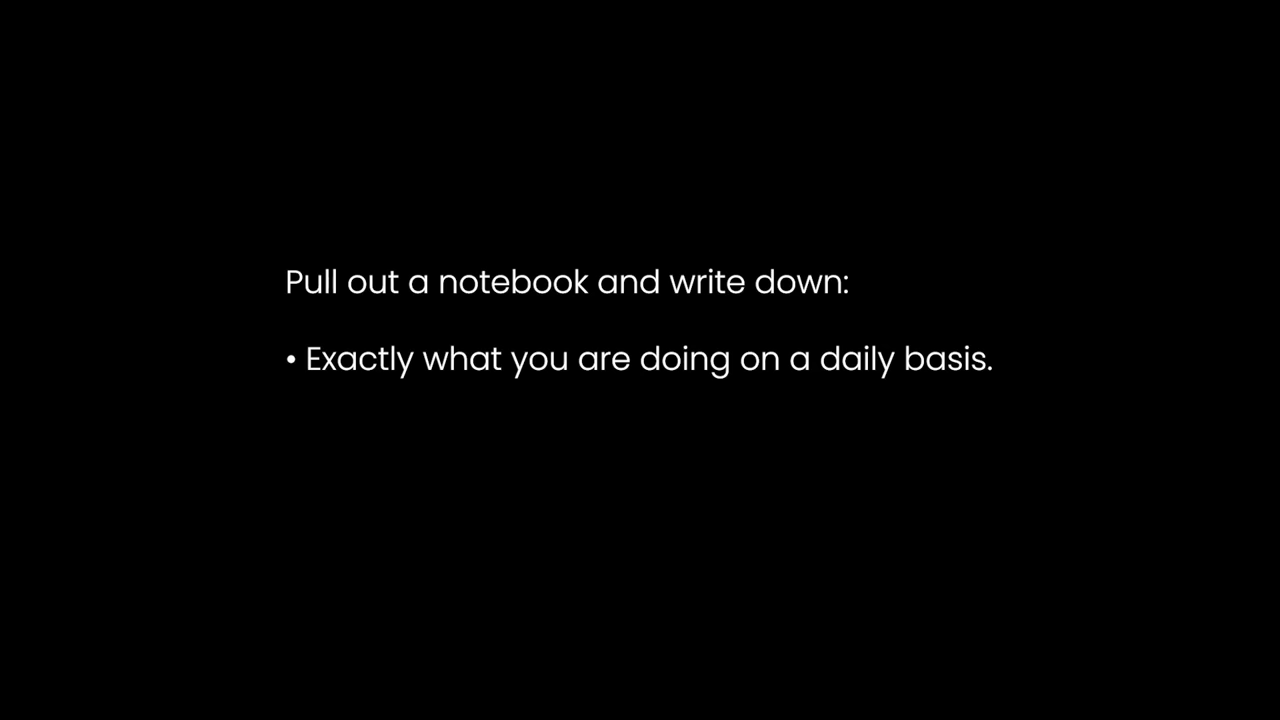 Pull out a notebook and write down:
• Exactly what you are doing on a daily basis.